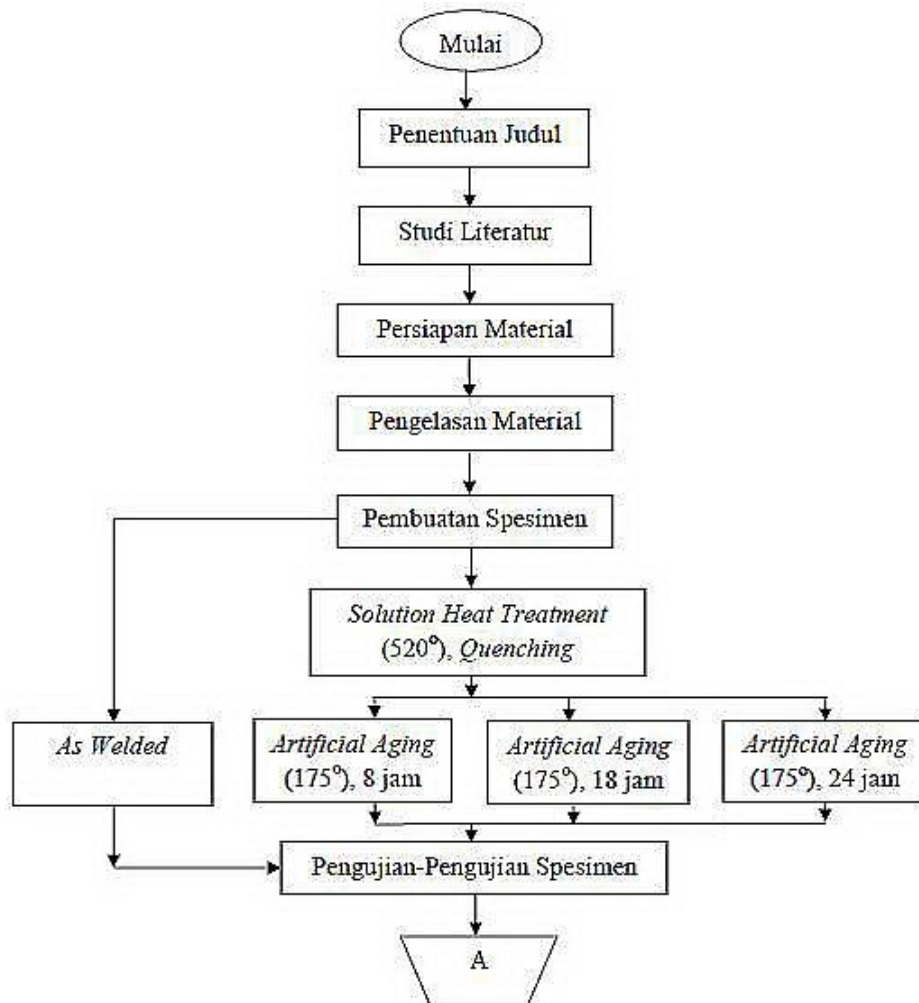 Mulai
Penentuan Judul
Studi Literatur
Persiapan Material
Pengelasan Material
Pembuatan Spesimen
Solution Heat Treatment
(520°), Quenching
As Welded
Artificial Aging
(175°), 8 jam
Artificial Aging
(175°), 18 jam
Artificial Aging
(175°), 24 jam
Pengujian-Pengujian Spesimen
A